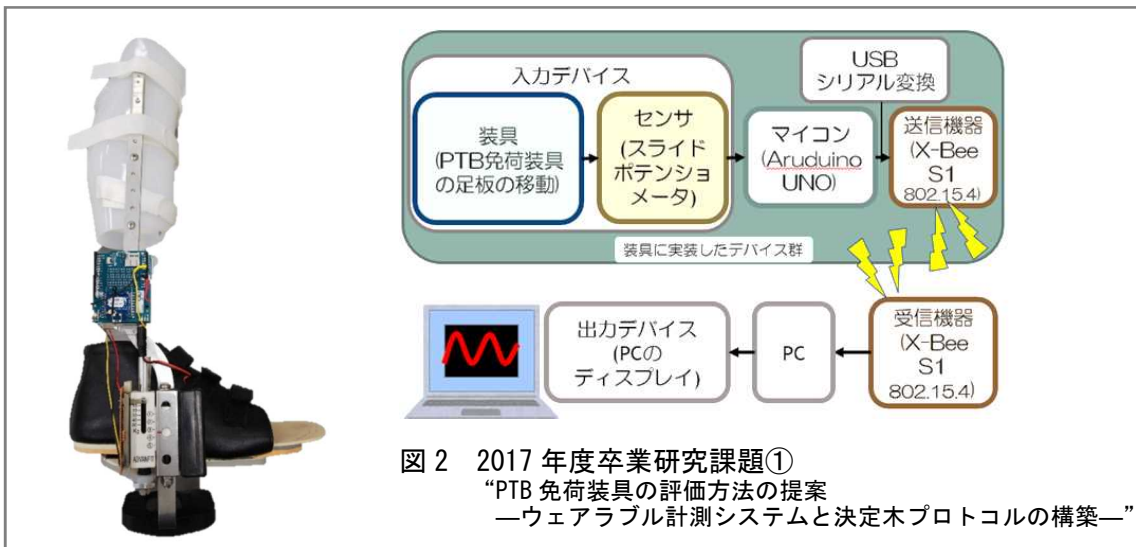 入力デバイス
装具
(PTB免荷装具
の足板の移動)
センサ
(スライド
ポテンショ
メータ)
マイコン
(Aruduino
UNO)
USB
シリアル変換
送信機器
(X-Bee
S1
802.15.4)
装具に実装したデバイス群
出力デバイス
(PCの
ディスプレイ)
PC
受信機器
(X-Bee
S1
802.15.4)
図2 2017年度卒業研究課題①
“PTB 免荷装具の評価方法の提案
―ウェアラブル計測システムと決定木プロトコルの構築―”